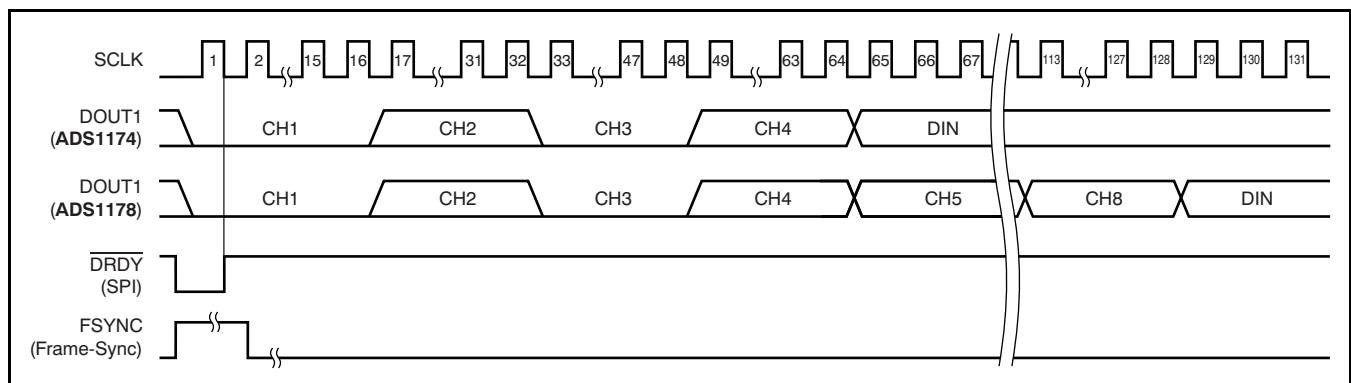 SCLK 1 2 15 16 17 31 32 33 47 48 49 63 64 65 66 67 113 127 128 129 130 131
DOUT1
(ADS1174)
CH1 CH2 CH3 CH4 DIN
DOUT1
(ADS1178)
CH1 CH2 CH3 CH4 CH5 CH8 DIN
DRDY
(SPI)
FSYNC
(Frame-Sync)